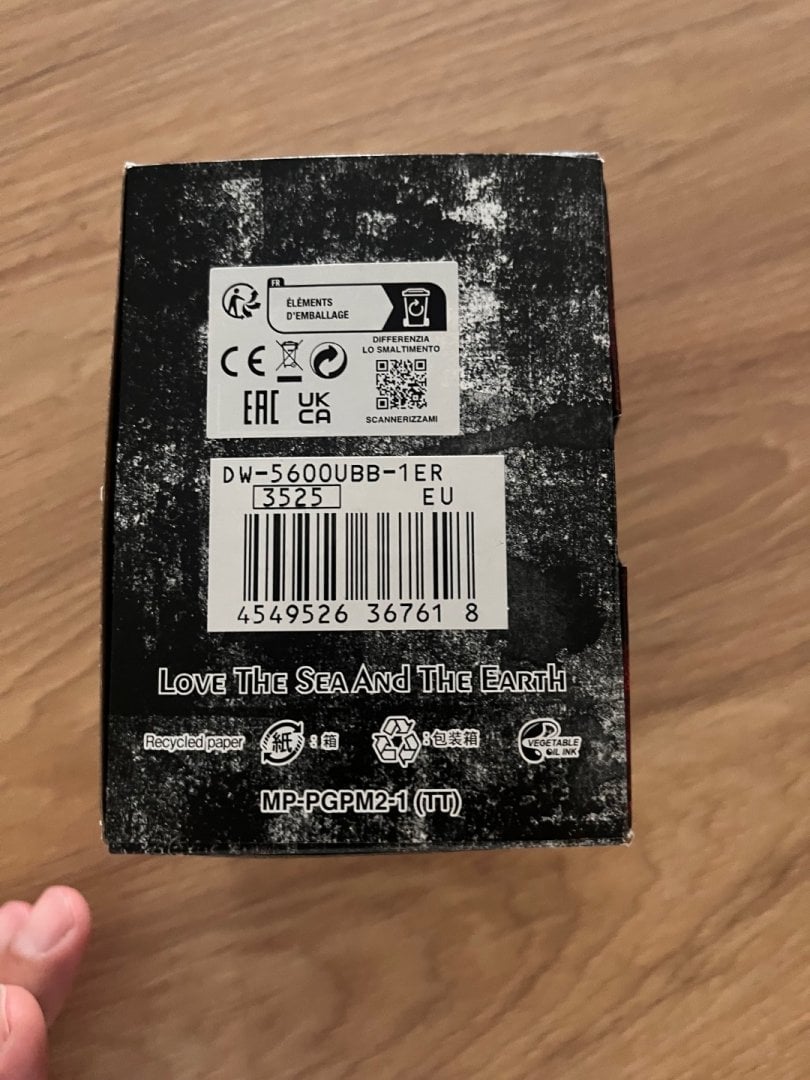 FR
ÉLÉMENTS
D'EMBALLAGE
DIFFERENZIA
LO SMALTIMENTO
CE
EAC UK
CA
SCANNERIZZAMI
DW-5600UBB-1ER
3525 EU
4549526 36761 8
LOVE THE SEA AND THE EARTH
Recycled paper 紙 : 箱 :包装箱 VEGETABLE
OIL INK
MP-PGPM2-1 (TT)